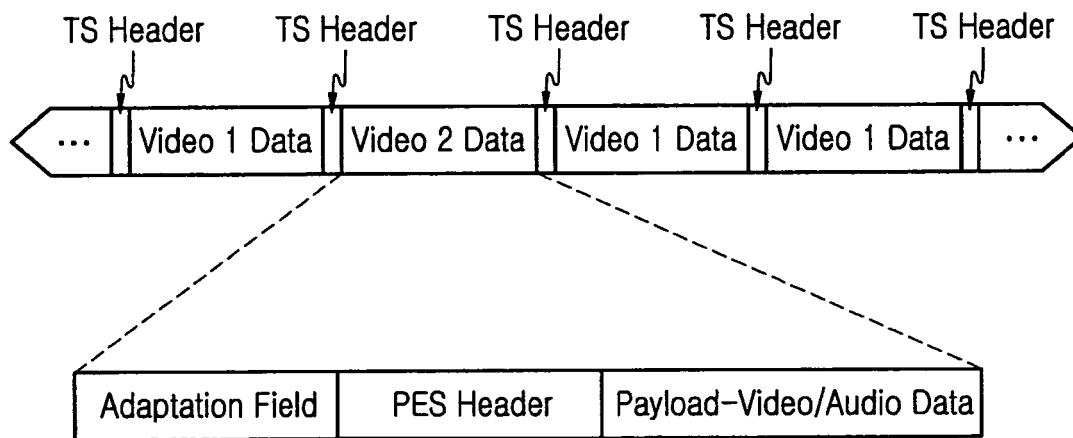 TS Header TS Header TS Header TS Header TS Header
... Video 1 Data Video 2 Data Video 1 Data Video 1 Data ...
Adaptation Field PES Header Payload-Video/Audio Data